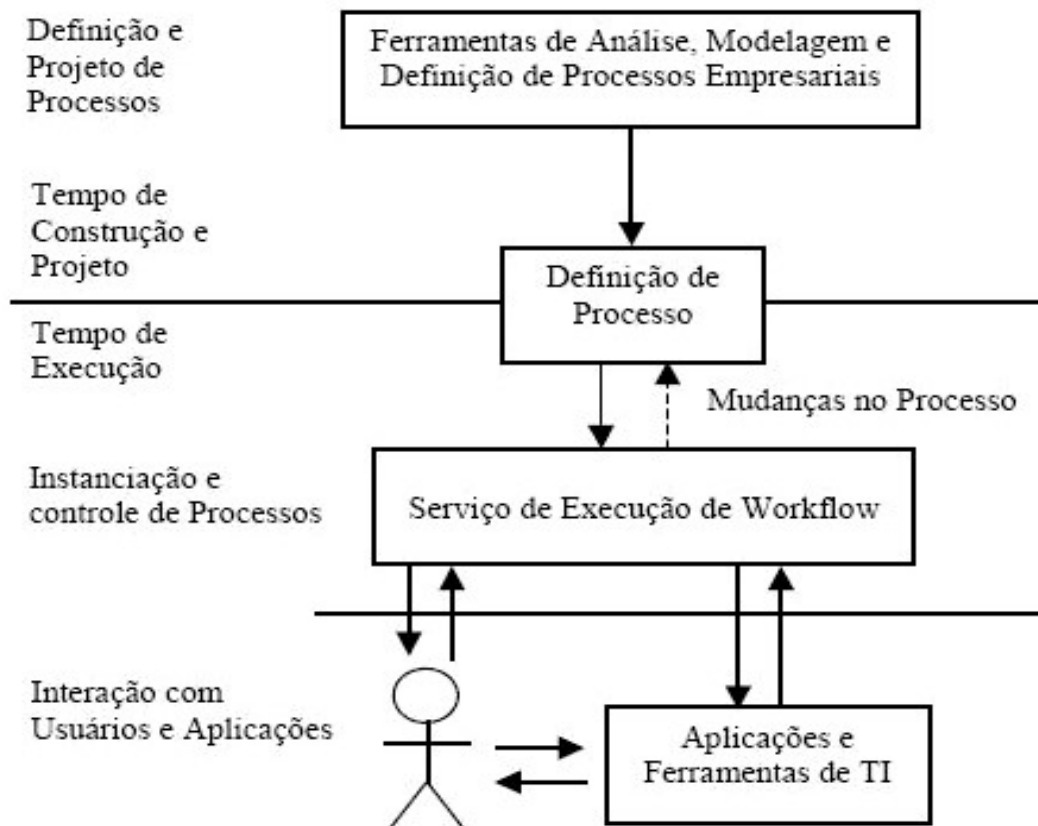 Definição e
Projeto de
Processos
Ferramentas de Análise, Modelagem e
Definição de Processos Empresariais
Tempo de
Construção e
Projeto
Definição de
Processo
Tempo de
Execução
Mudanças no Processo
Instanciação e
controle de Processos
Serviço de Execução de Workflow
Interação com
Usuários e Aplicações
Aplicações e
Ferramentas de TI